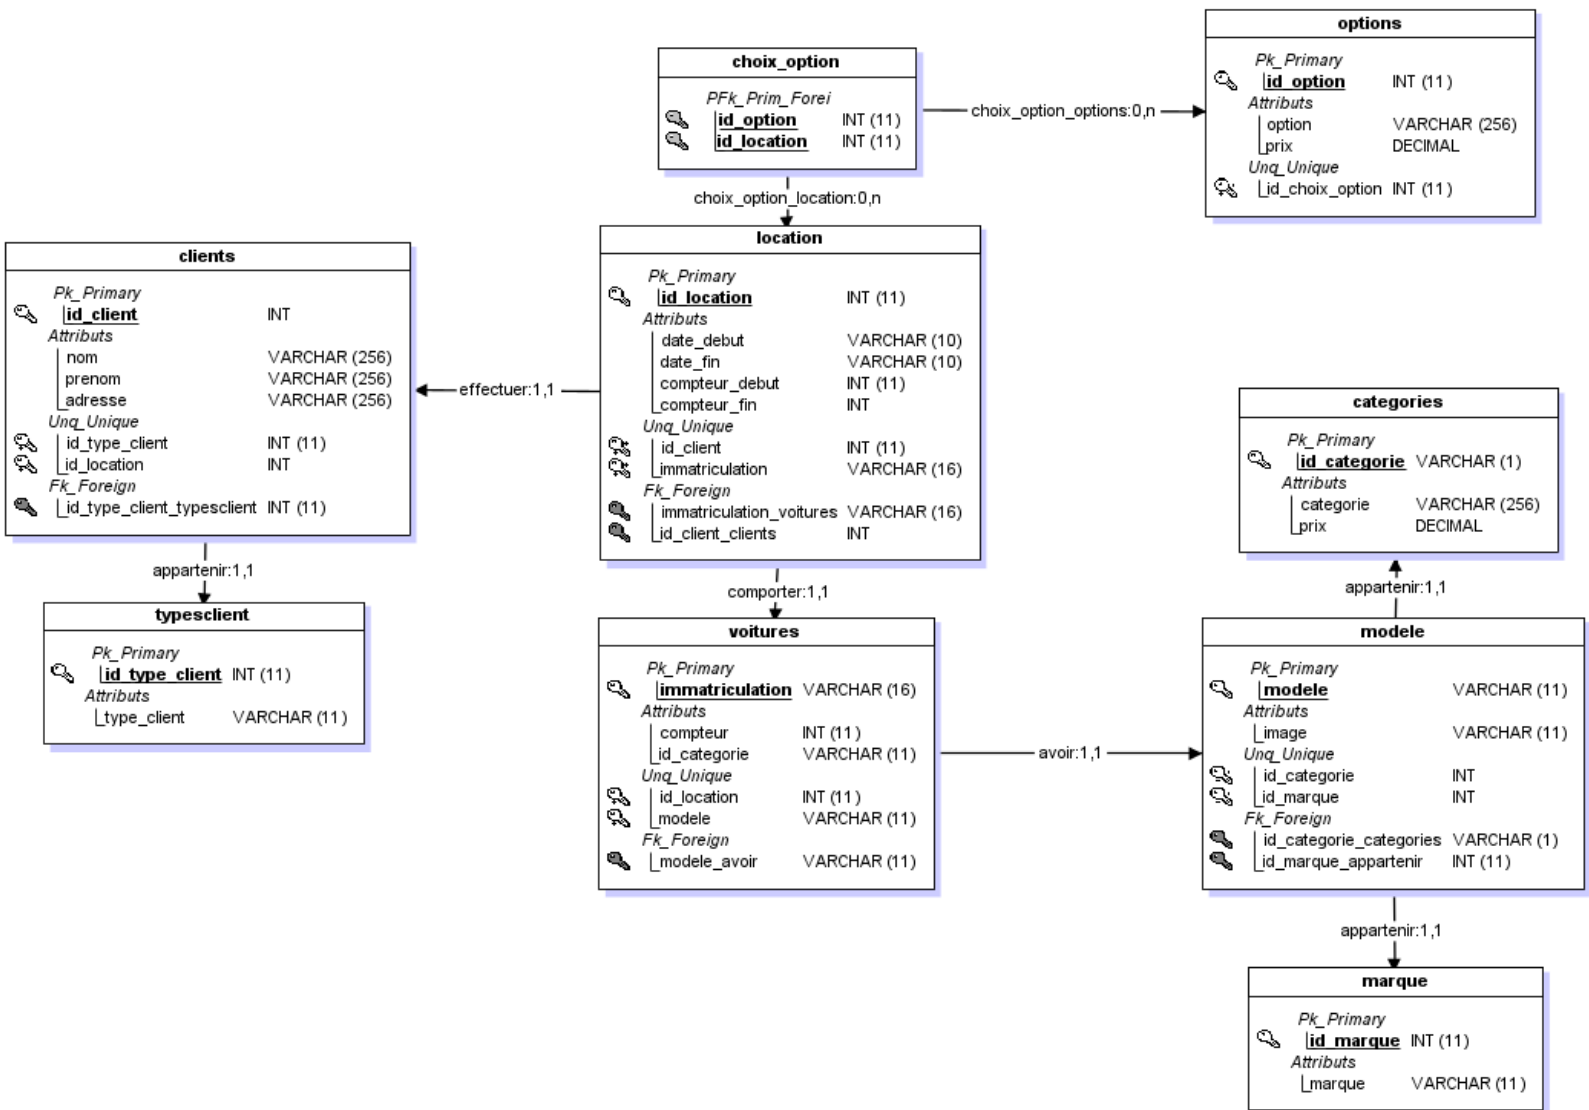 options
Pk_Primary
id_option INT (11)
Attributs
option VARCHAR (256)
prix DECIMAL
Unq_Unique
id_choix_option INT (11)
choix_option
PFk_Prim_Forei
id_option INT (11)
id_location INT (11)
choix_option_options:0,n
choix_option_location:0,n
clients
Pk_Primary
id_client INT
Attributs
nom VARCHAR (256)
prenom VARCHAR (256)
adresse VARCHAR (256)
Unq_Unique
id_type_client INT (11)
id_location INT
Fk_Foreign
id_type_client_typesclient INT (11)
effectuer:1,1
location
Pk_Primary
id_location INT (11)
Attributs
date_debut VARCHAR (10)
date_fin VARCHAR (10)
compteur_debut INT (11)
compteur_fin INT
Unq_Unique
id_client INT (11)
immatriculation VARCHAR (16)
Fk_Foreign
immatriculation_voitures VARCHAR (16)
id_client_clients INT
categories
Pk_Primary
id_categorie VARCHAR (1)
Attributs
categorie VARCHAR (256)
prix DECIMAL
appartenir:1,1
comporter:1,1
appartenir:1,1
typesclient
Pk_Primary
id_type_client INT (11)
Attributs
type_client VARCHAR (11)
voitures
Pk_Primary
immatriculation VARCHAR (16)
Attributs
compteur INT (11)
id_categorie VARCHAR (11)
Unq_Unique
id_location INT (11)
modele VARCHAR (11)
Fk_Foreign
modele_avoir VARCHAR (11)
avoir:1,1
modele
Pk_Primary
modele VARCHAR (11)
Attributs
image VARCHAR (11)
Unq_Unique
id_categorie INT
id_marque INT
Fk_Foreign
id_categorie_categories VARCHAR (1)
id_marque_appartenir INT (11)
appartenir:1,1
marque
Pk_Primary
id_marque INT (11)
Attributs
marque VARCHAR (11)